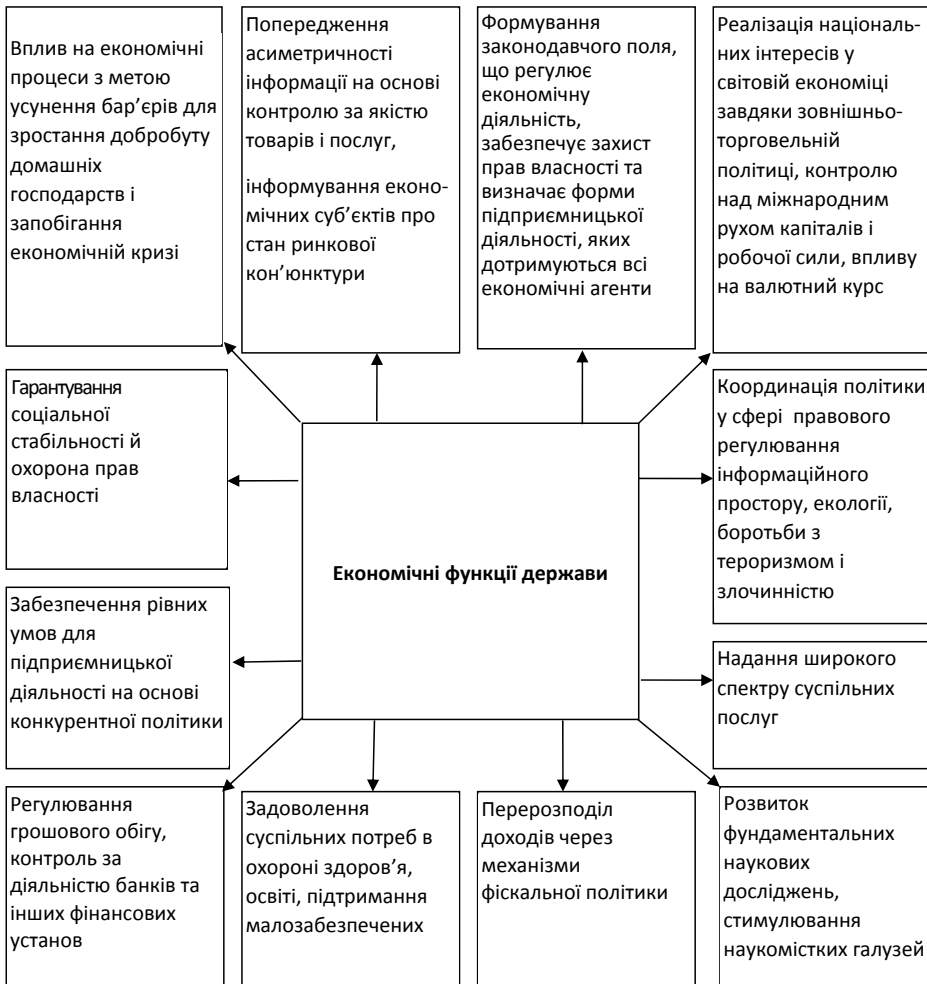 Вплив на економічні
процеси з метою
усунення бар’єрів для
зростання добробуту
домашніх
господарств і
запобігання
економічній кризі
Попередження
асиметричності
інформації на основі
контролю за якістю
товарів і послуг,
інформування еконо-
мічних суб’єктів про
стан ринкової
кон’юнктури
Формування
законодавчого поля,
що регулює
економічну
діяльність,
забезпечує захист
прав власності та
визначає форми
підприємницької
діяльності, яких
дотримуються всі
економічні агенти
Реалізація національ-
них інтересів у
світовій економіці
завдяки зовнішньо-
торговельній
політиці, контролю
над міжнародним
рухом капіталів і
робочої сили, впливу
на валютний курс
Гарантування
соціальної
стабільності й
охорона прав
власності
Економічні функції держави
Координація політики
у сфері правового
регулювання
інформаційного
простору, екології,
боротьби з
тероризмом і
злочинністю
Забезпечення рівних
умов для
підприємницької
діяльності на основі
конкурентної політики
Надання широкого
спектру суспільних
послуг
Регулювання
грошового обігу,
контроль за
діяльністю банків та
інших фінансових
установ
Задоволення
суспільних потреб в
охороні здоров’я,
освіті, підтримання
малозабезпечених
Перерозподіл
доходів через
механізми
фіскальної політики
Розвиток
фундаментальних
наукових
досліджень,
стимулювання
наукомістких галузей